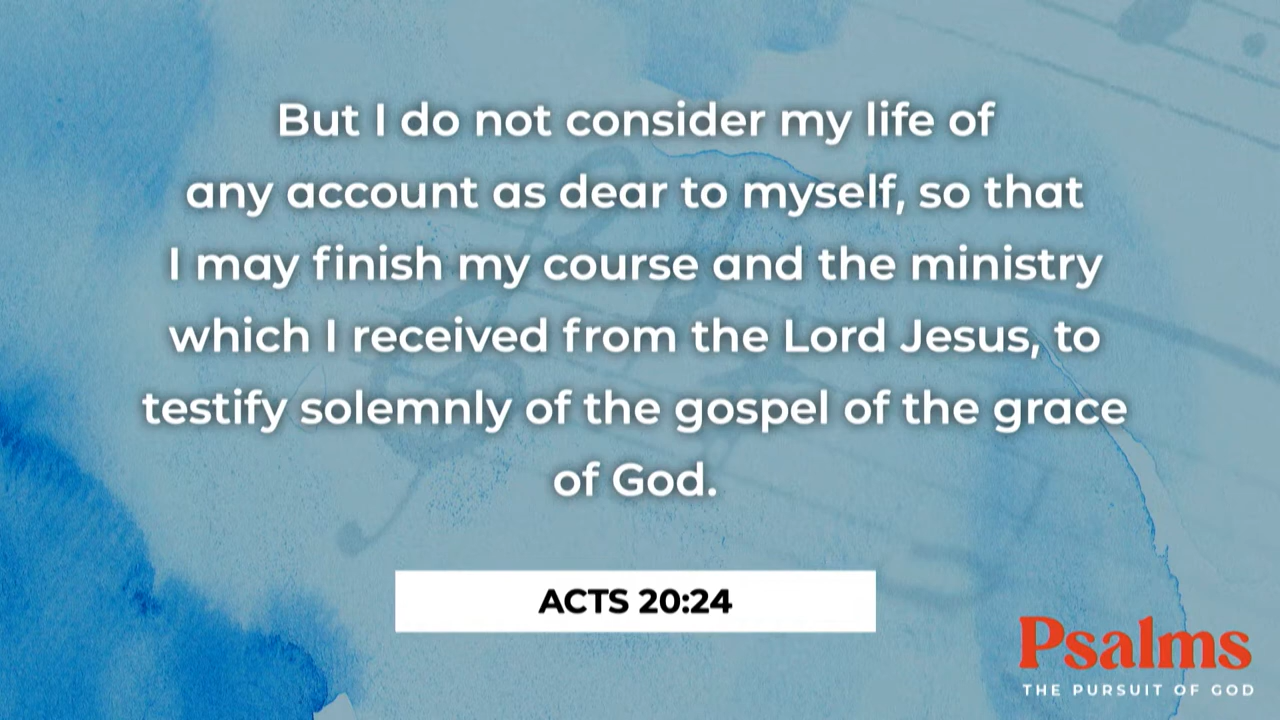 But I do not consider my life of
any account as dear to myself, so that
I may finish my course and the ministry
which I received from the Lord Jesus, to
testify solemnly of the gospel of the grace
of God.
ACTS 20:24
Psalms
THE PURSUIT OF GOD